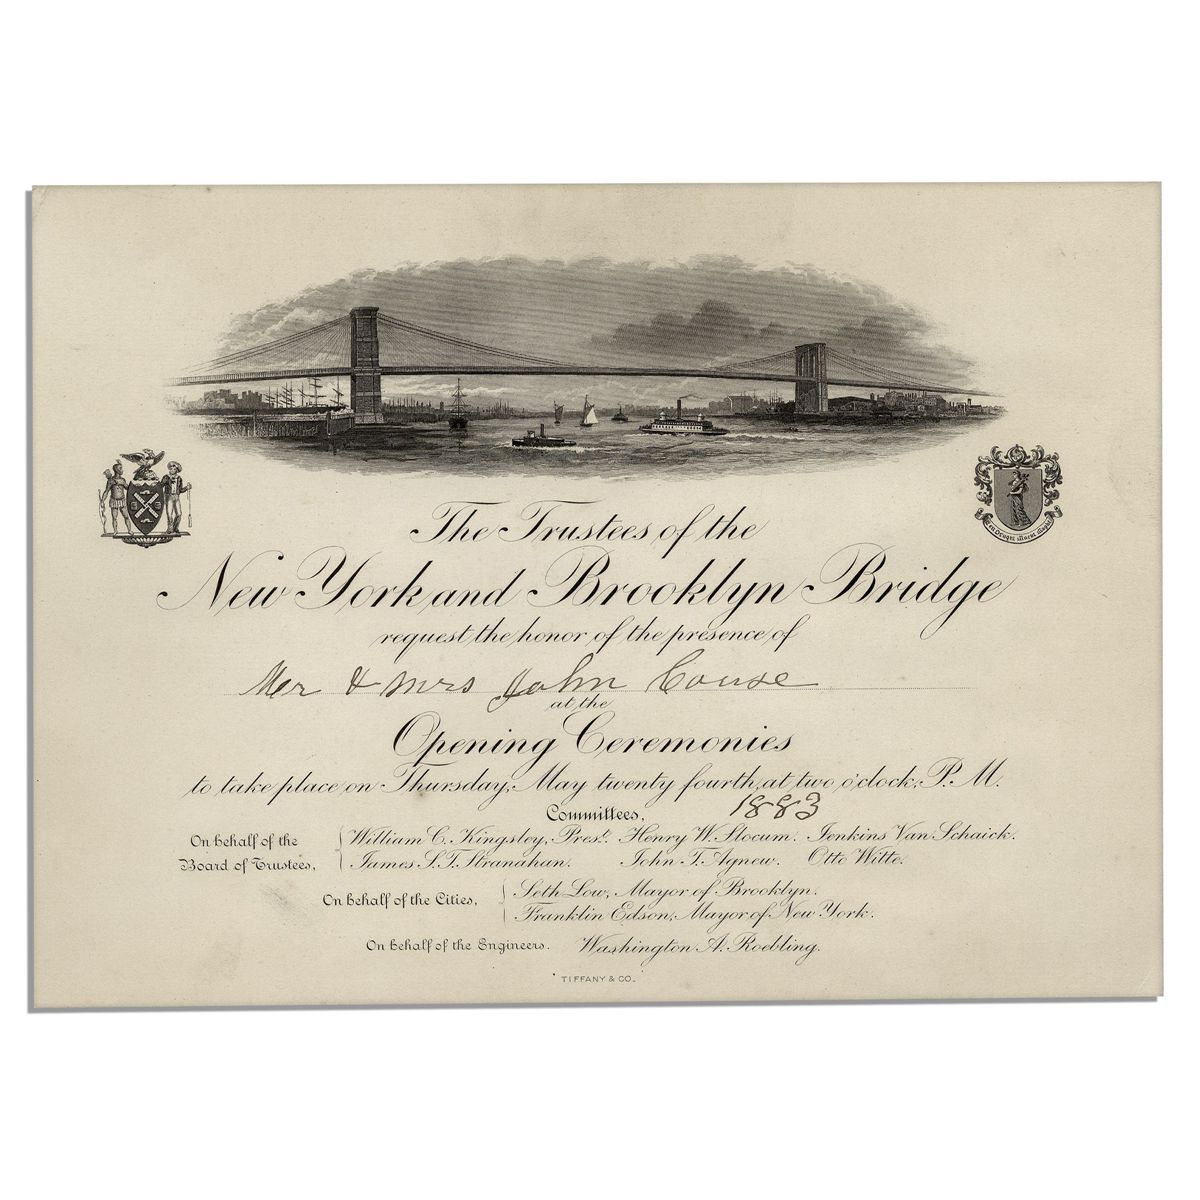 The Trustees of the
New York and Brooklyn Bridge
request the honor of the presence of
Mr & Mrs John Couse
at the
Opening Ceremonies
to take place on Thursday, May twenty fourth, at two o'clock, P. M.
1883
Committees,
On behalf of the Board of Trustees,
William C. Kingsley, Prest. Henry W. Slocum. Jenkins Van Schaick.
James S. T. Stranahan. John T. Agnew. Otto Witte.
On behalf of the Cities,
Seth Low, Mayor of Brooklyn.
Franklin Edson, Mayor of New York.
On behalf of the Engineers. Washington A. Roebling.
TIFFANY & CO.